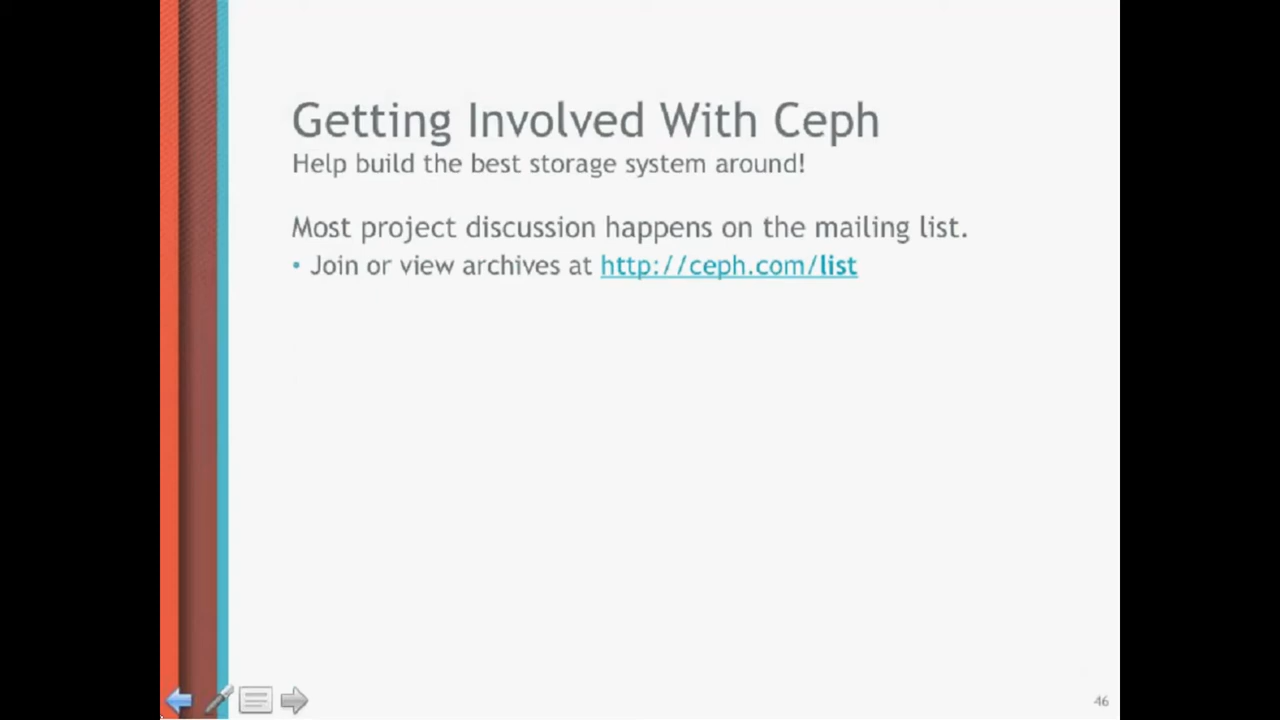 Getting Involved With Ceph
Help build the best storage system around!
Most project discussion happens on the mailing list.
• Join or view archives at http://ceph.com/list
46